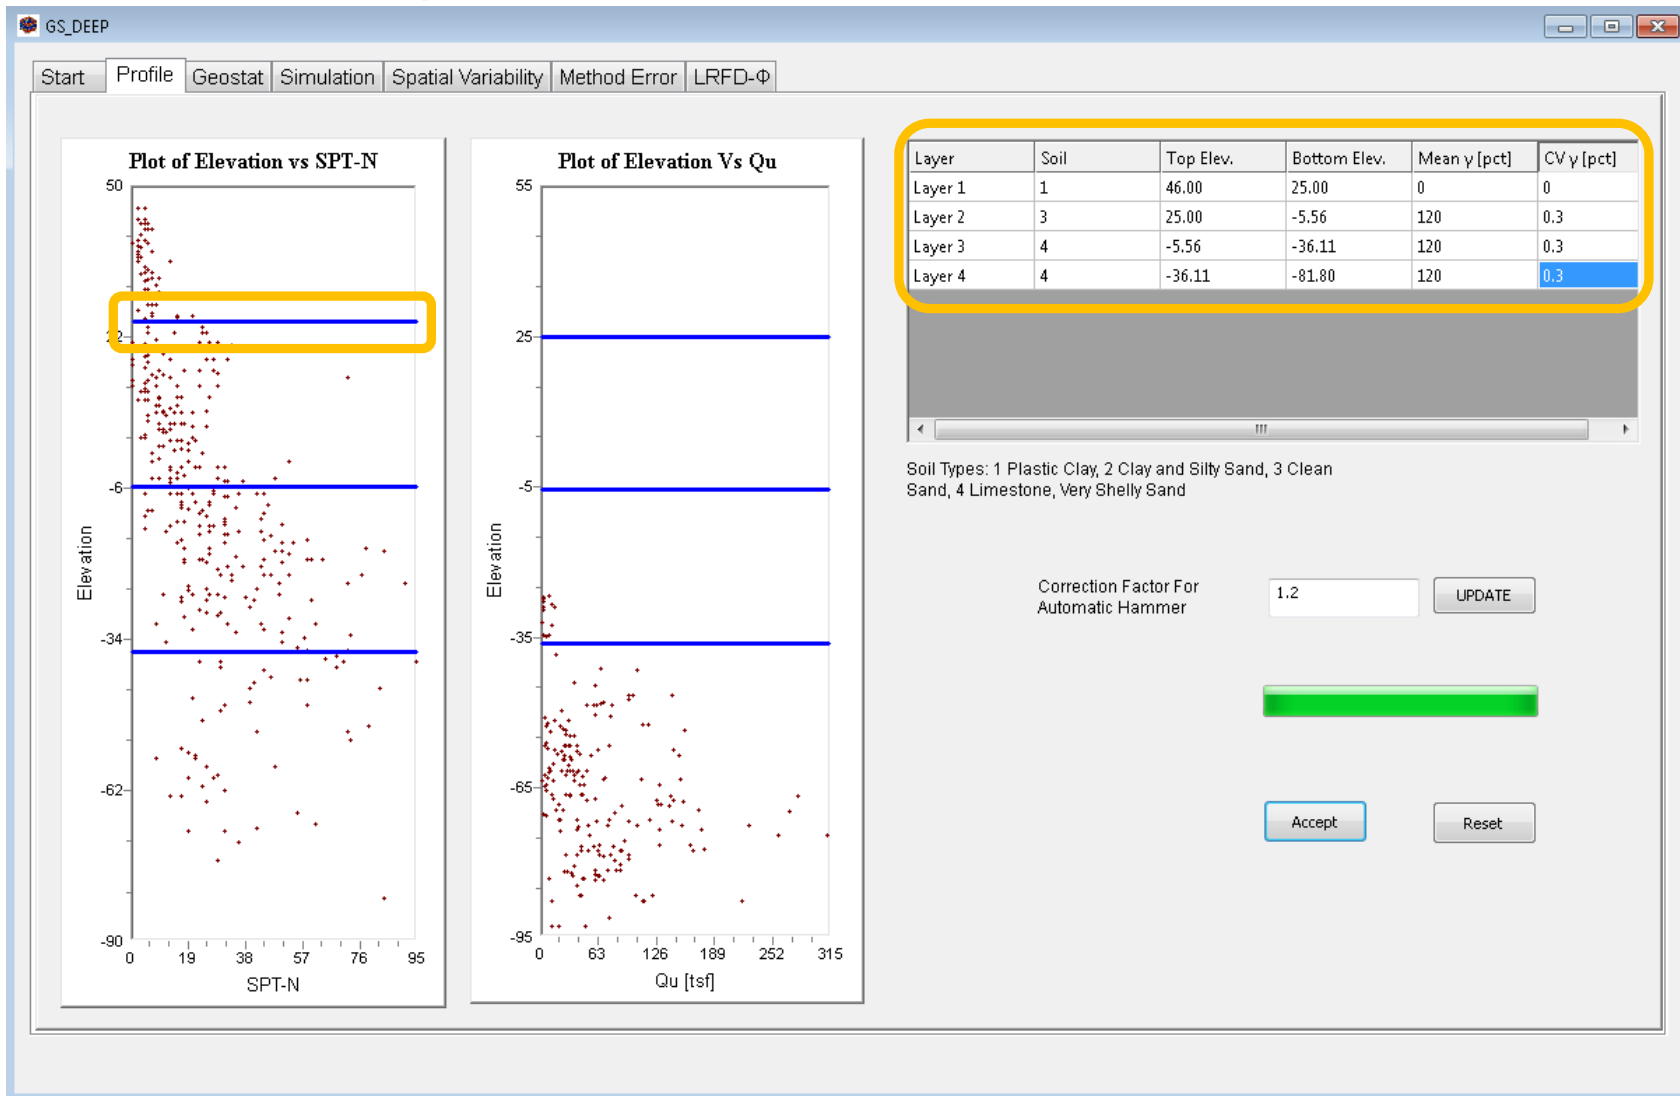 GS_DEEP
Start Profile Geostat Simulation Spatial Variability Method Error LRFD-Φ
Plot of Elevation vs SPT-N
50
22
-6
-34
-62
-90
Elevation
0 19 38 57 76 95
SPT-N
Plot of Elevation Vs Qu
55
25
-5
-35
-65
-95
Elevation
0 63 126 189 252 315
Qu [tsf]
Layer Soil Top Elev. Bottom Elev. Mean γ [pct] CV γ [pct]
Layer 1 1 46.00 25.00 0 0
Layer 2 3 25.00 -5.56 120 0.3
Layer 3 4 -5.56 -36.11 120 0.3
Layer 4 4 -36.11 -81.80 120 0.3
Soil Types: 1 Plastic Clay, 2 Clay and Silty Sand, 3 Clean
Sand, 4 Limestone, Very Shelly Sand
Correction Factor For
Automatic Hammer
1.2
UPDATE
Accept
Reset